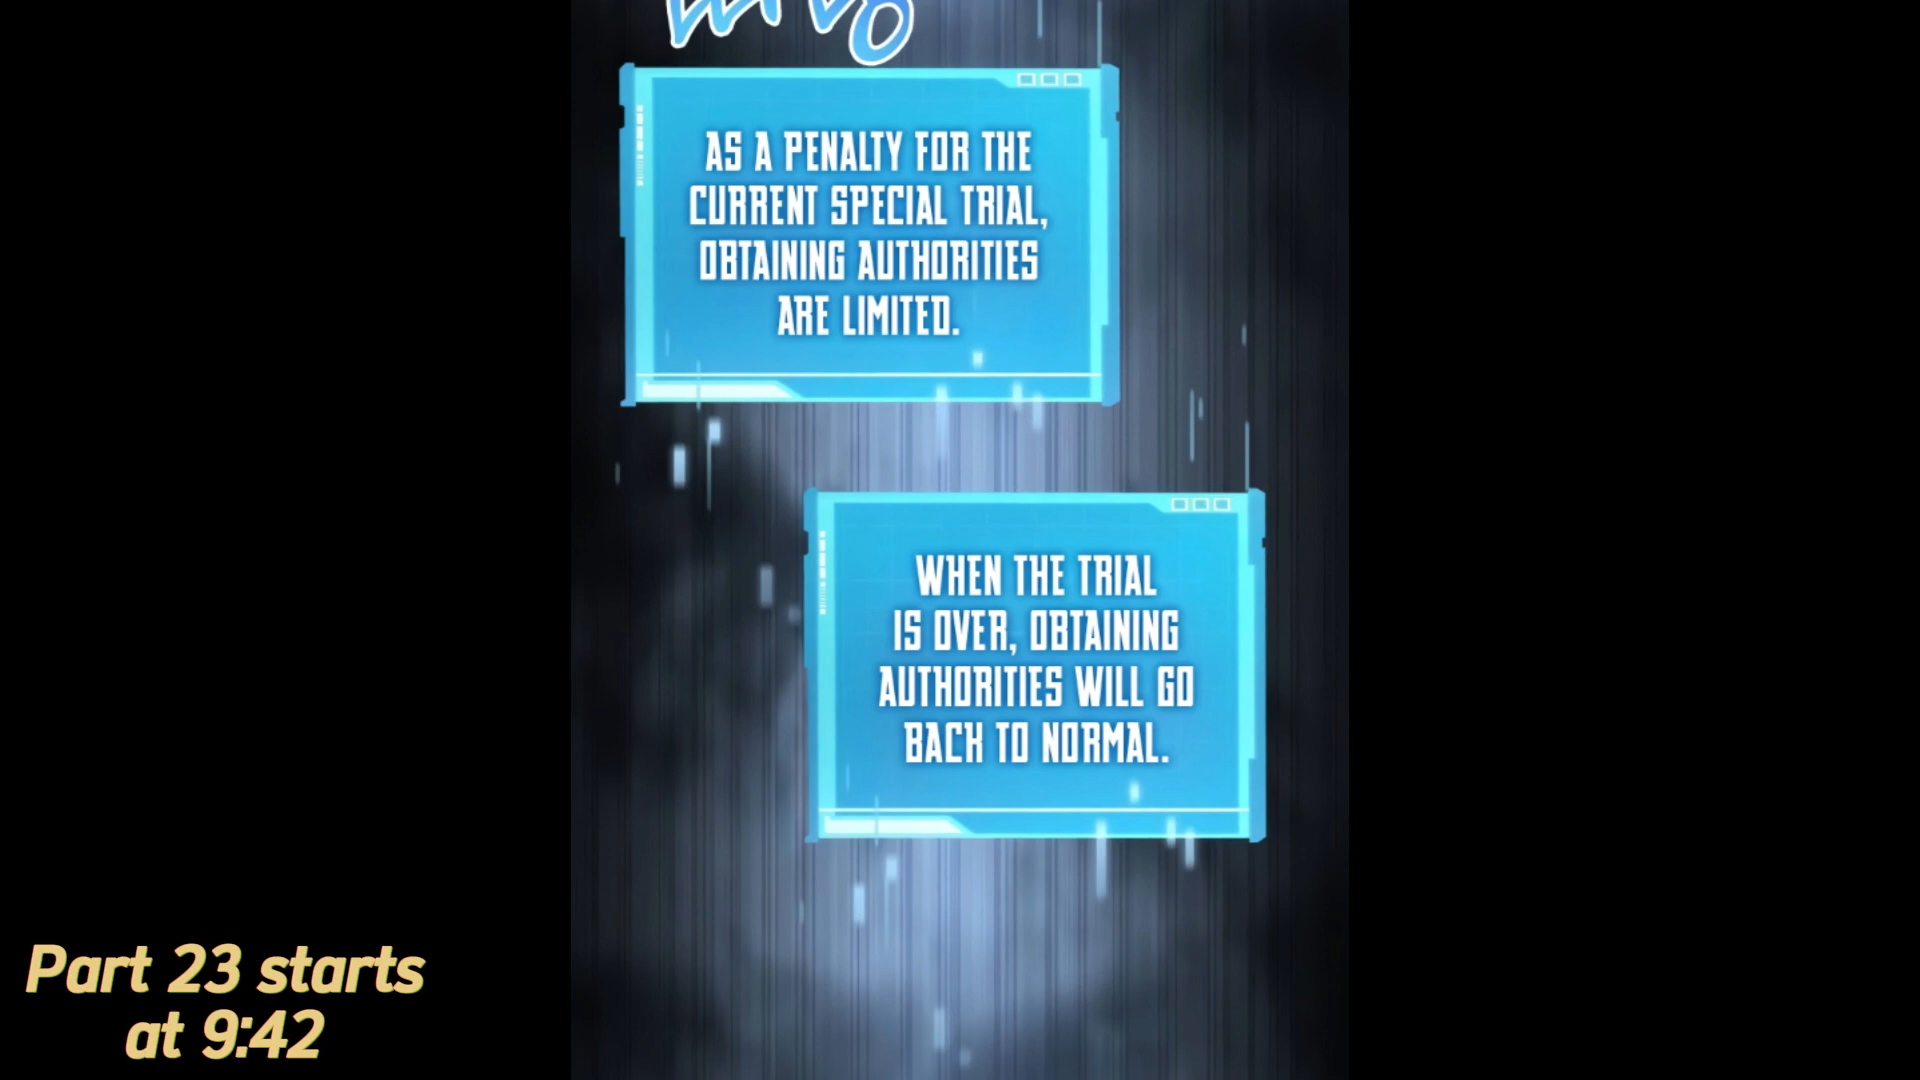 AS A PENALTY FOR THE
CURRENT SPECIAL TRIAL,
OBTAINING AUTHORITIES
ARE LIMITED.
WHEN THE TRIAL
IS OVER, OBTAINING
AUTHORITIES WILL GO
BACK TO NORMAL.
Part 23 starts
at 9:42